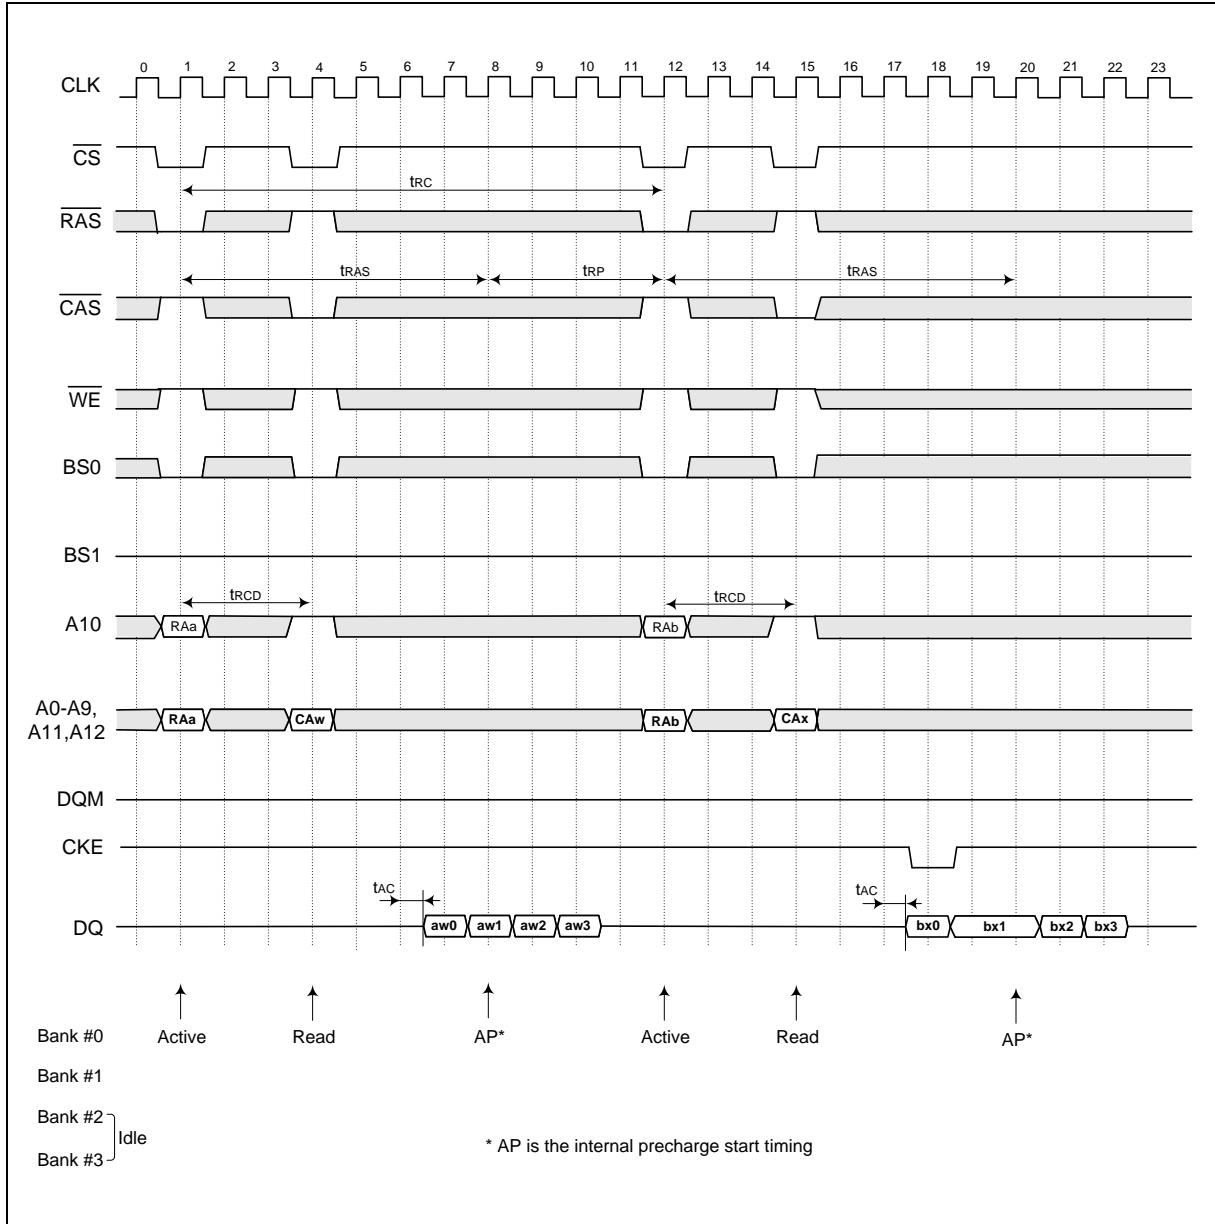 0 1 2 3 4 5 6 7 8 9 10 11 12 13 14 15 16 17 18 19 20 21 22 23
CLK
CS
tRC
RAS
tRAS tRP tRAS
CAS
WE
BS0
BS1
tRCD tRCD
A10 RAa RAb
A0-A9,
A11,A12
RAa CAw RAb CAx
DQM
CKE
tAC tAC
DQ aw0 aw1 aw2 aw3 bx0 bx1 bx2 bx3
Bank #0 Active Read AP* Active Read AP*
Bank #1
Bank #2
Idle
Bank #3
* AP is the internal precharge start timing